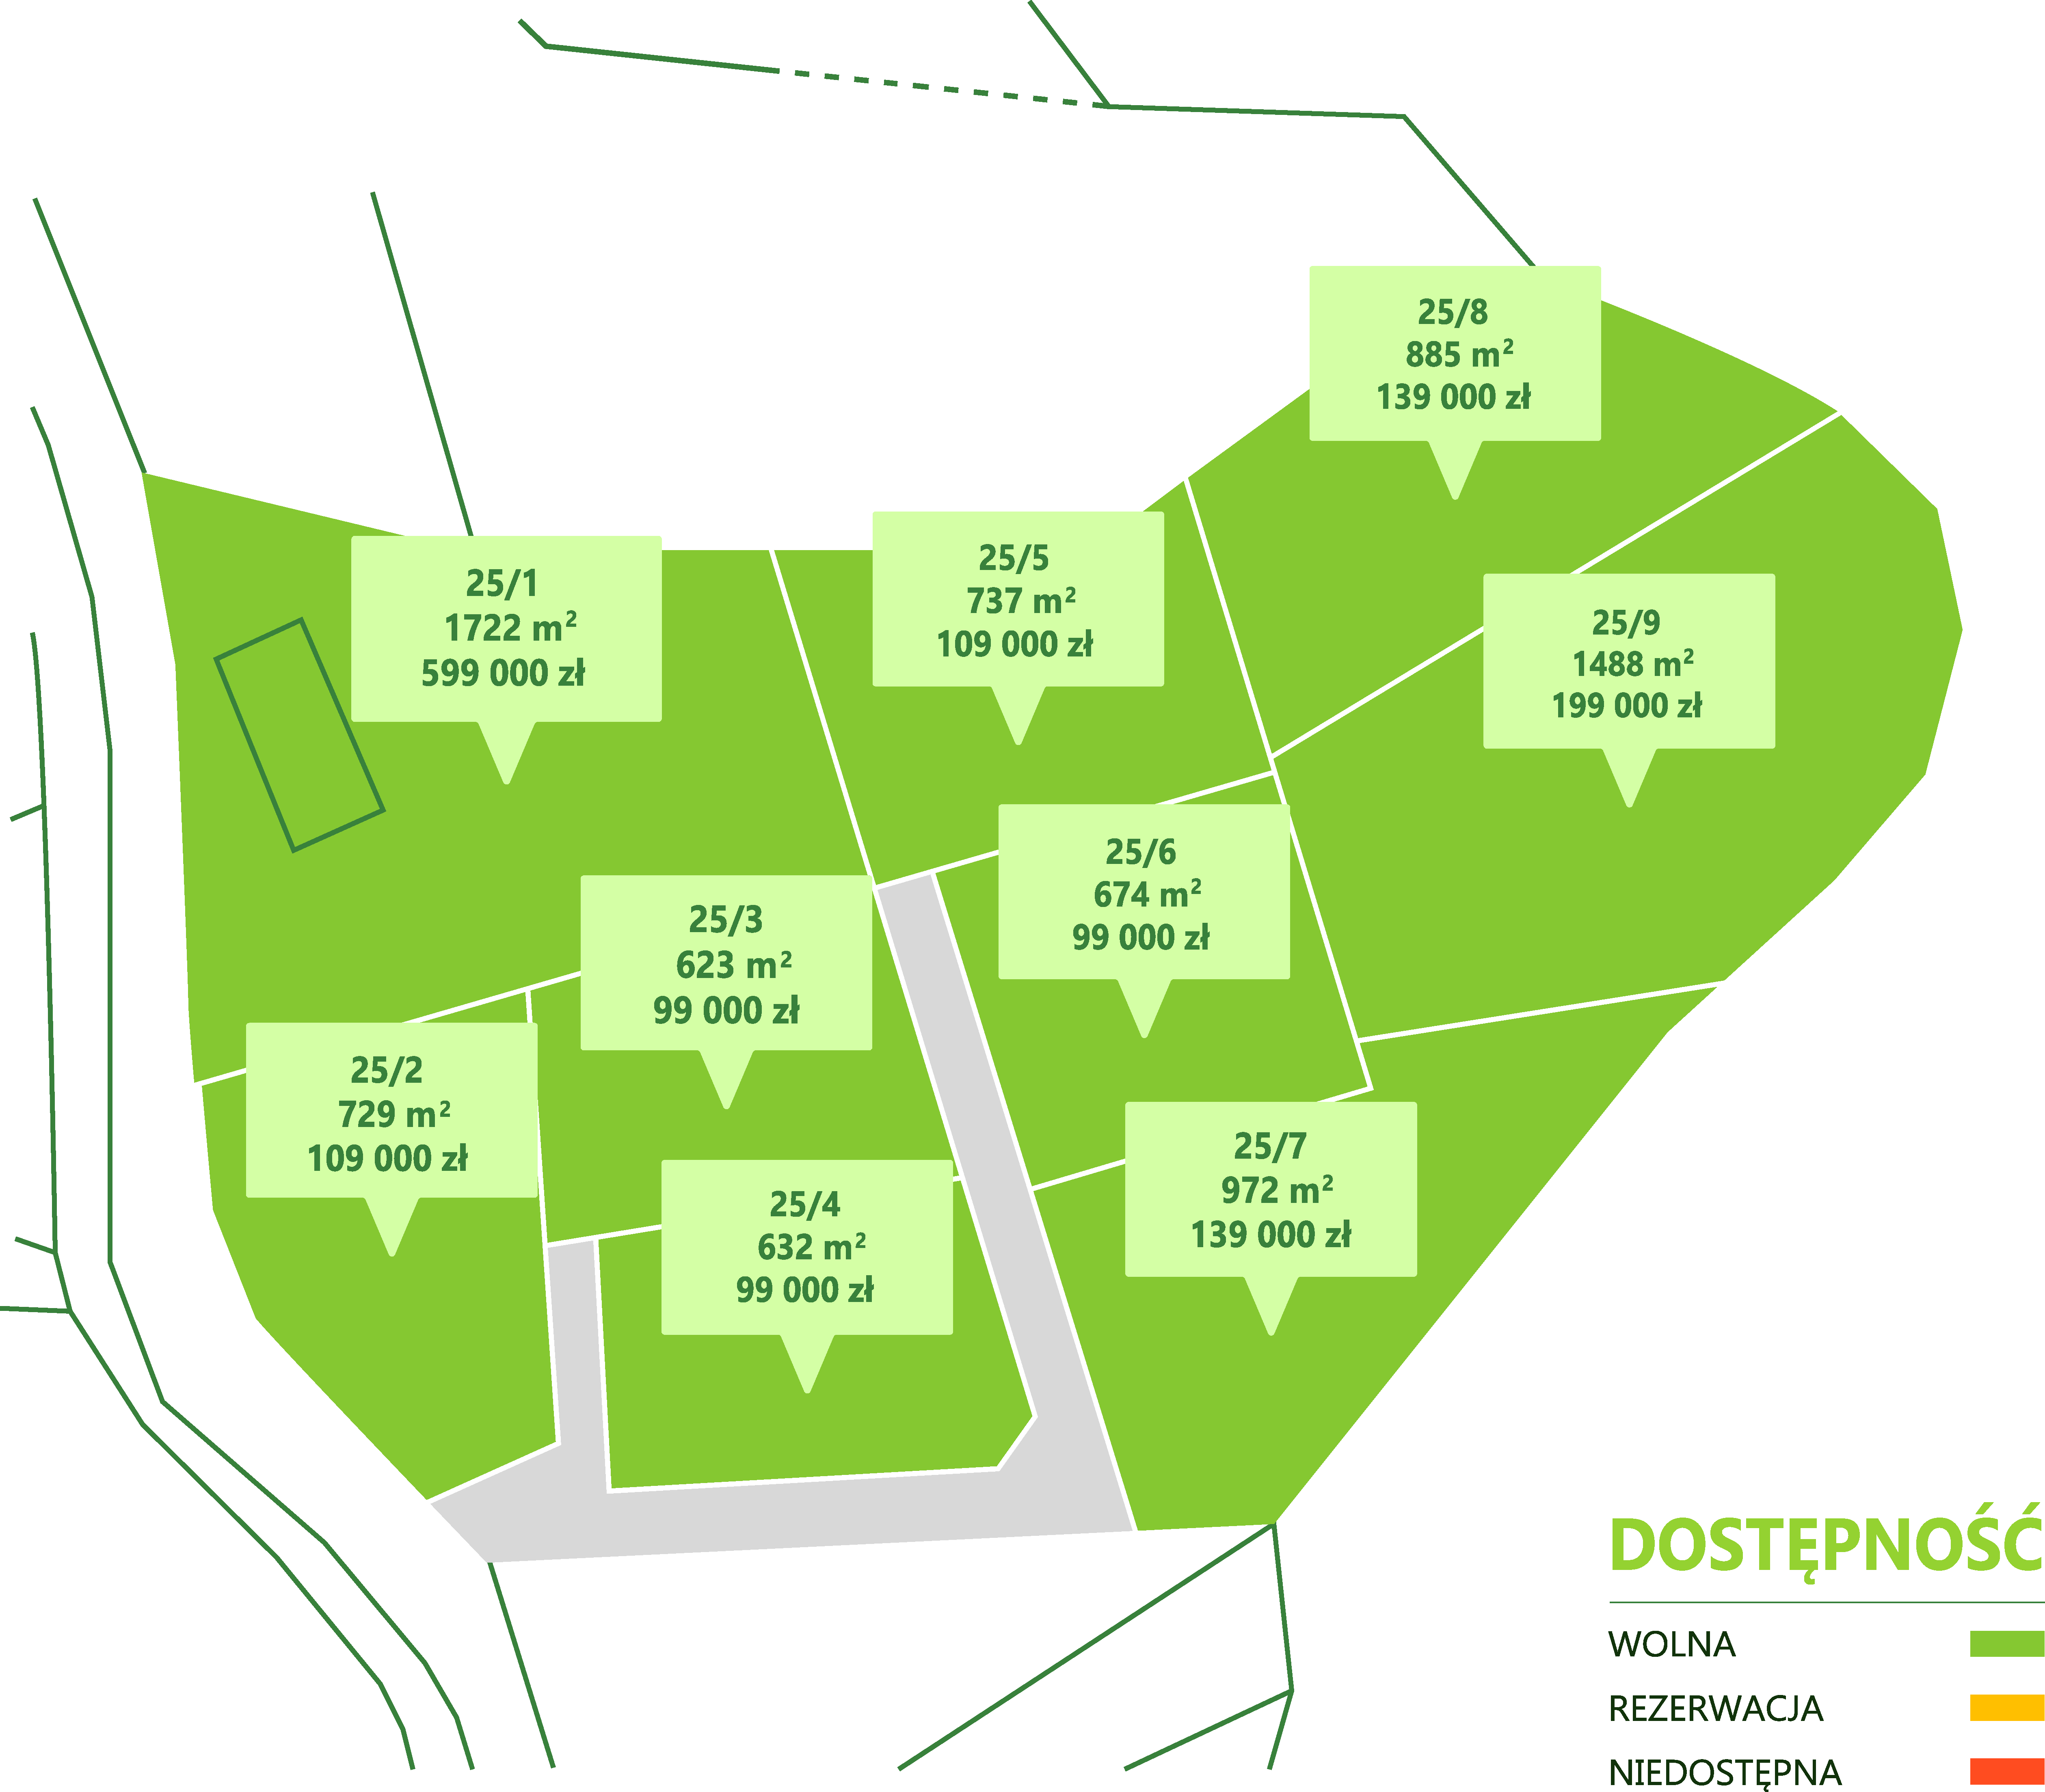 25/8
885 m²
139 000 zł
25/1
1722 m²
599 000 zł
25/5
737 m²
109 000 zł
25/9
1488 m²
199 000 zł
25/3
623 m²
99 000 zł
25/6
674 m²
99 000 zł
25/2
729 m²
109 000 zł
25/4
632 m²
99 000 zł
25/7
972 m²
139 000 zł
DOSTĘPNOŚĆ
WOLNA
REZERWACJA
NIEDOSTĘPNA